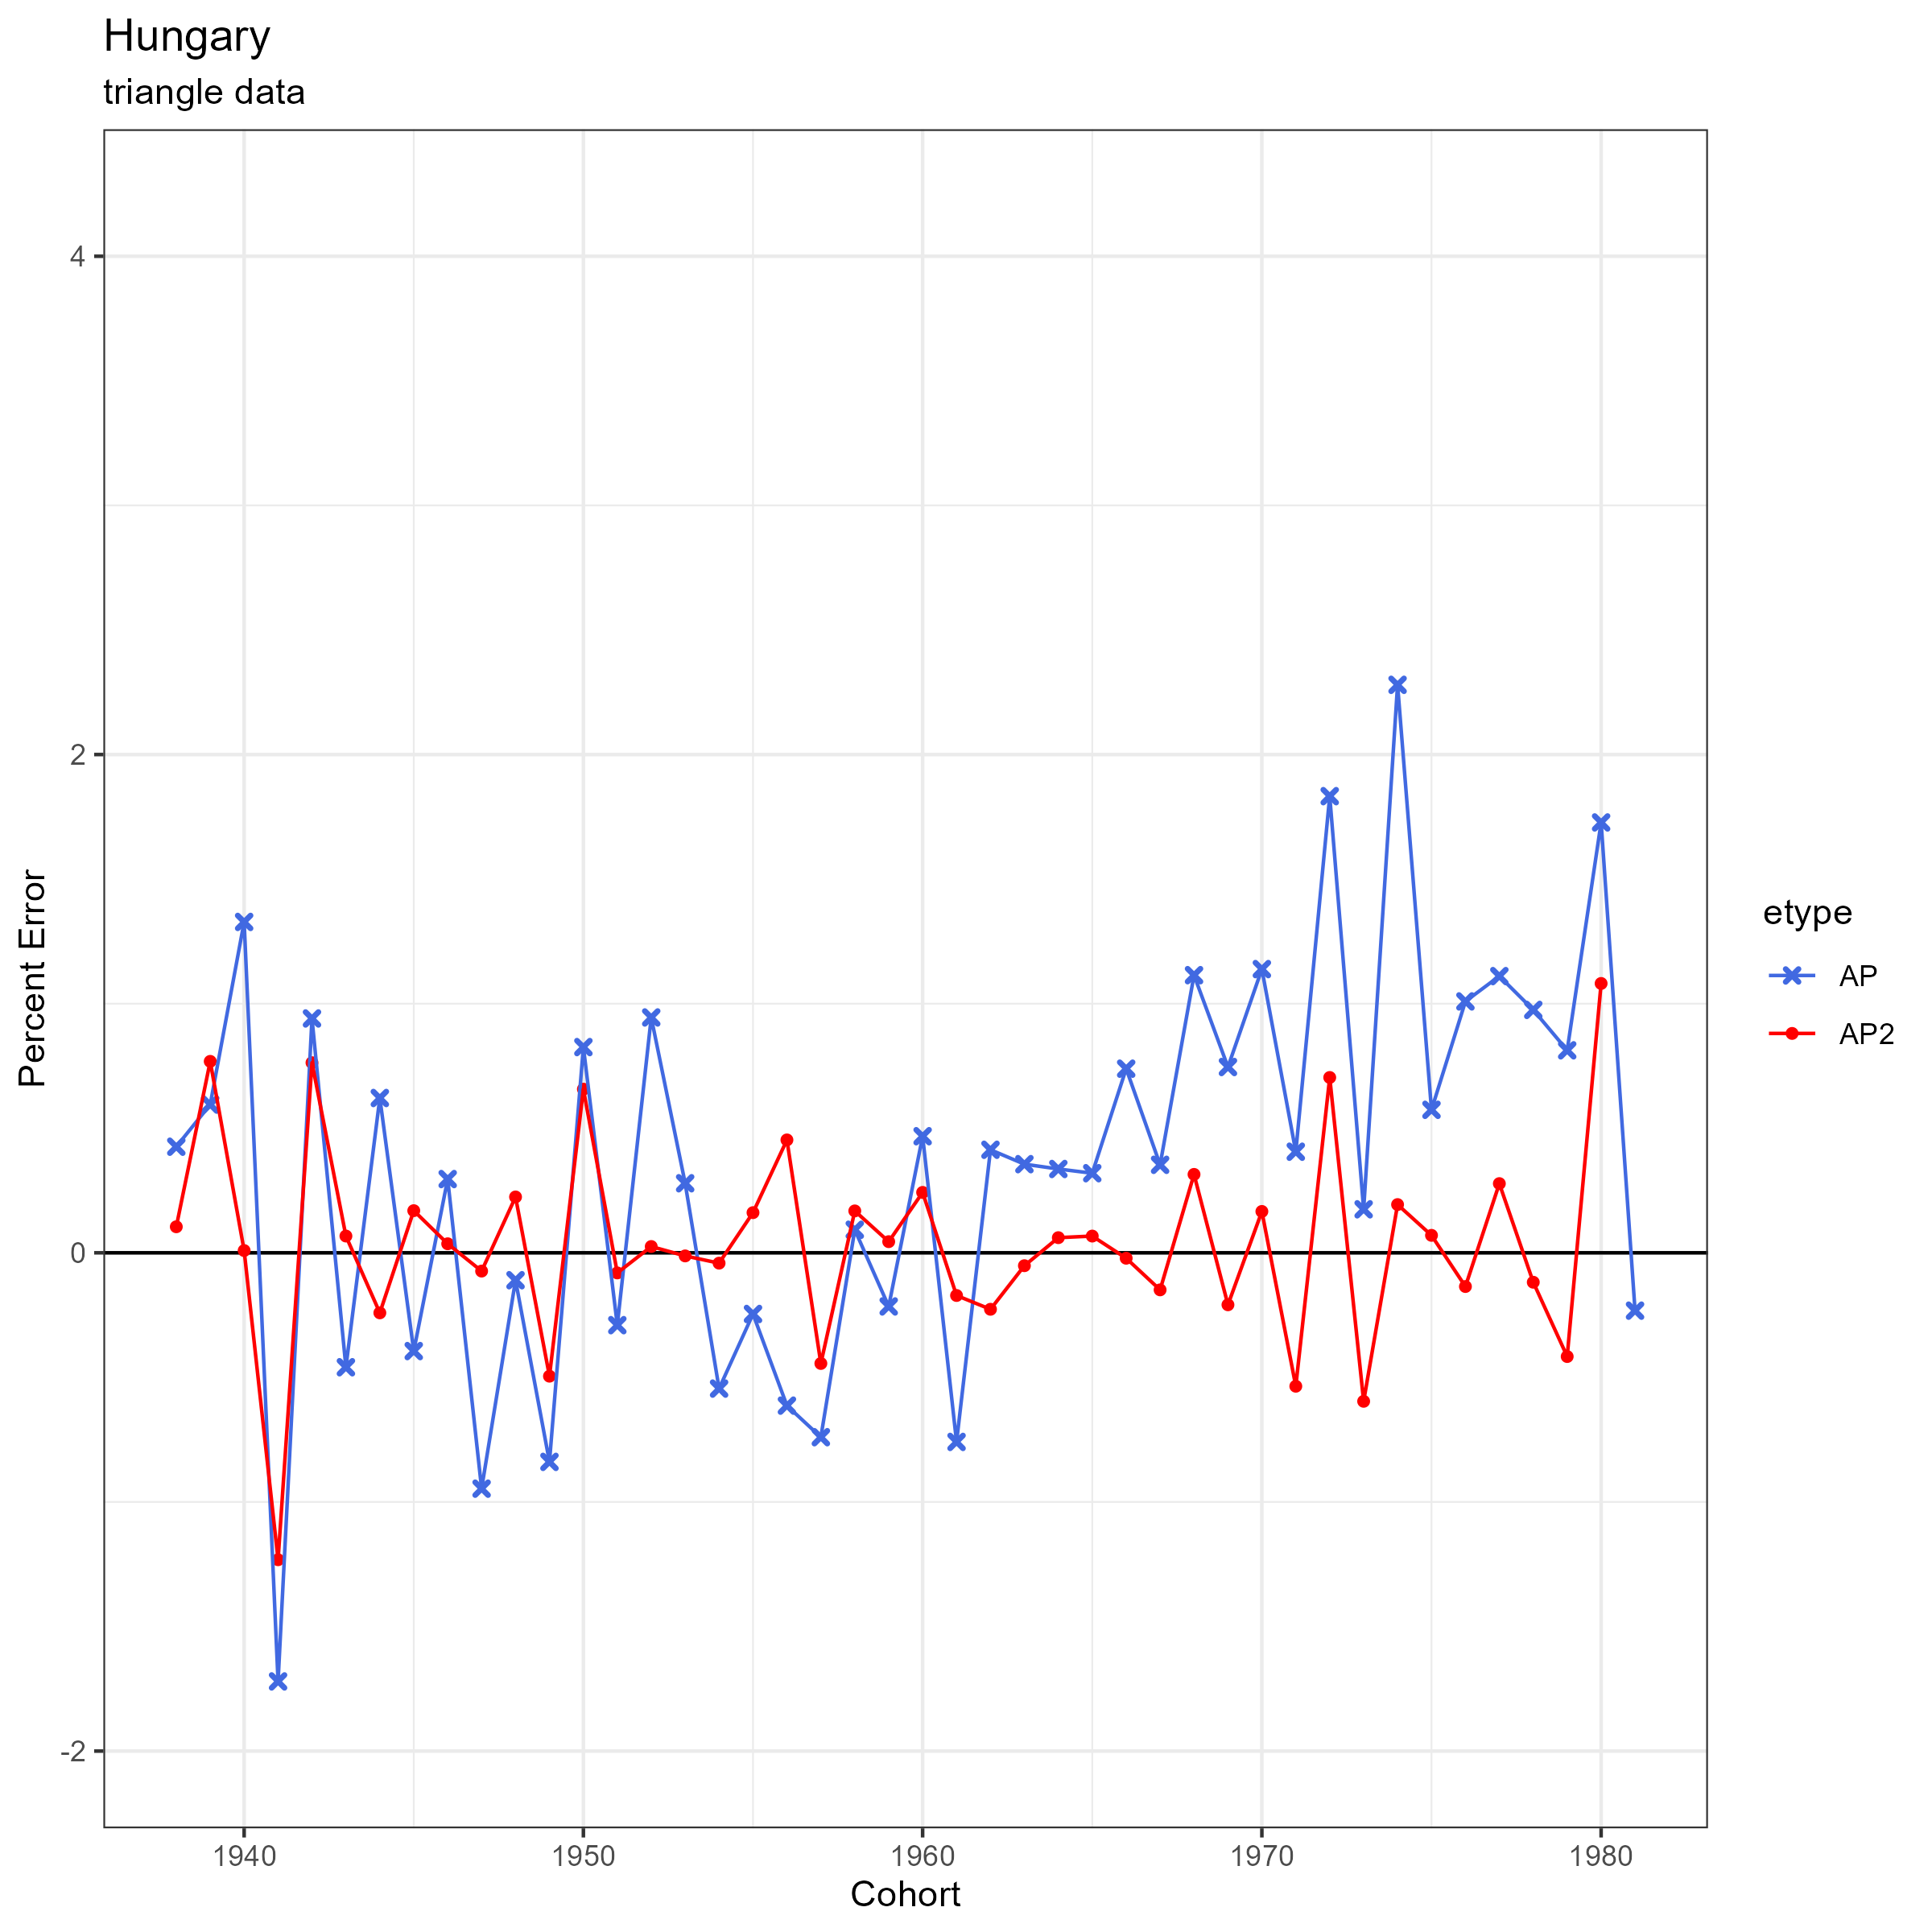 Hungary
triangle data
Percent Error
4
2
0
-2
1940
1950
1960
1970
1980
Cohort
etype
AP
AP2